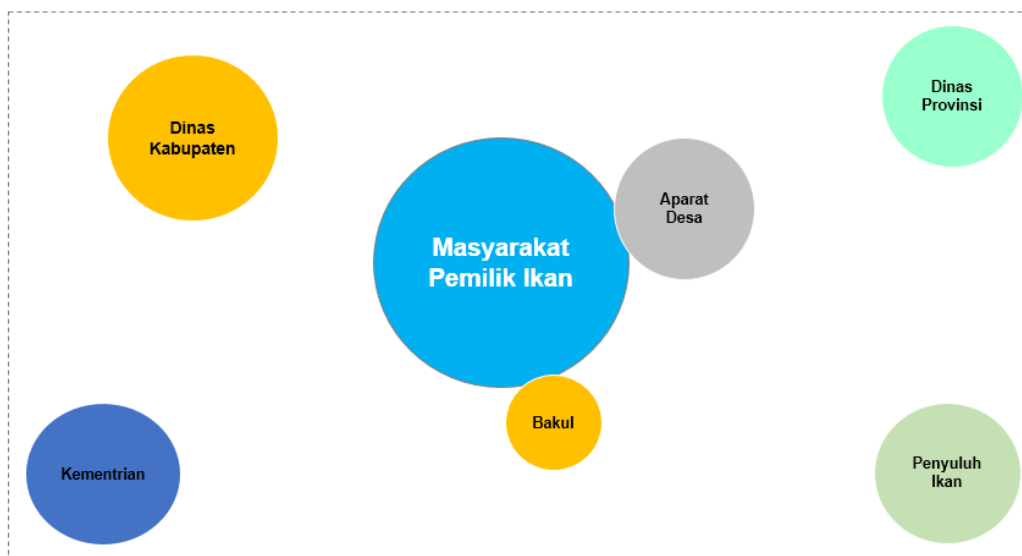 Dinas
Kabupaten
Dinas
Provinsi
Aparat
Desa
Masyarakat
Pemilik Ikan
Bakul
Kementrian
Penyuluh
Ikan